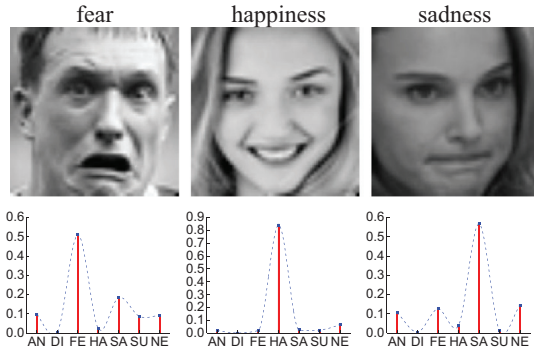 fear happiness sadness
0.6 0.9 0.6
0.8
0.5 0.7 0.5
0.4 0.6 0.4
0.5
0.3 0.4 0.3
0.2 0.3 0.2
0.2
0.1 0.1 0.1
0.0 0.0 0.0
AN DI FE HA SA SU NE AN DI FE HA SA SU NE AN DI FE HA SA SU NE